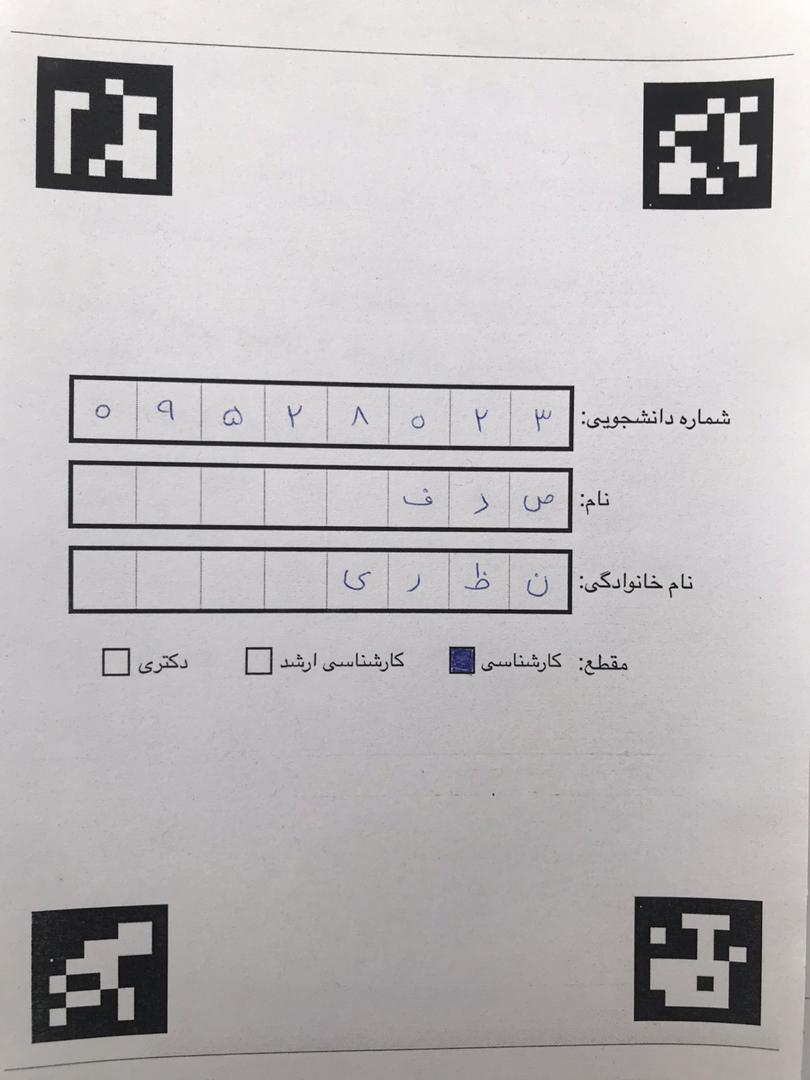 شماره دانشجویی: ۰ ۹ ۵ ۲ ۸ ۰ ۲ ۳
نام: ص د ف
نام خانوادگی: ن ظ ر ی
مقطع: کارشناسی کارشناسی ارشد دکتری